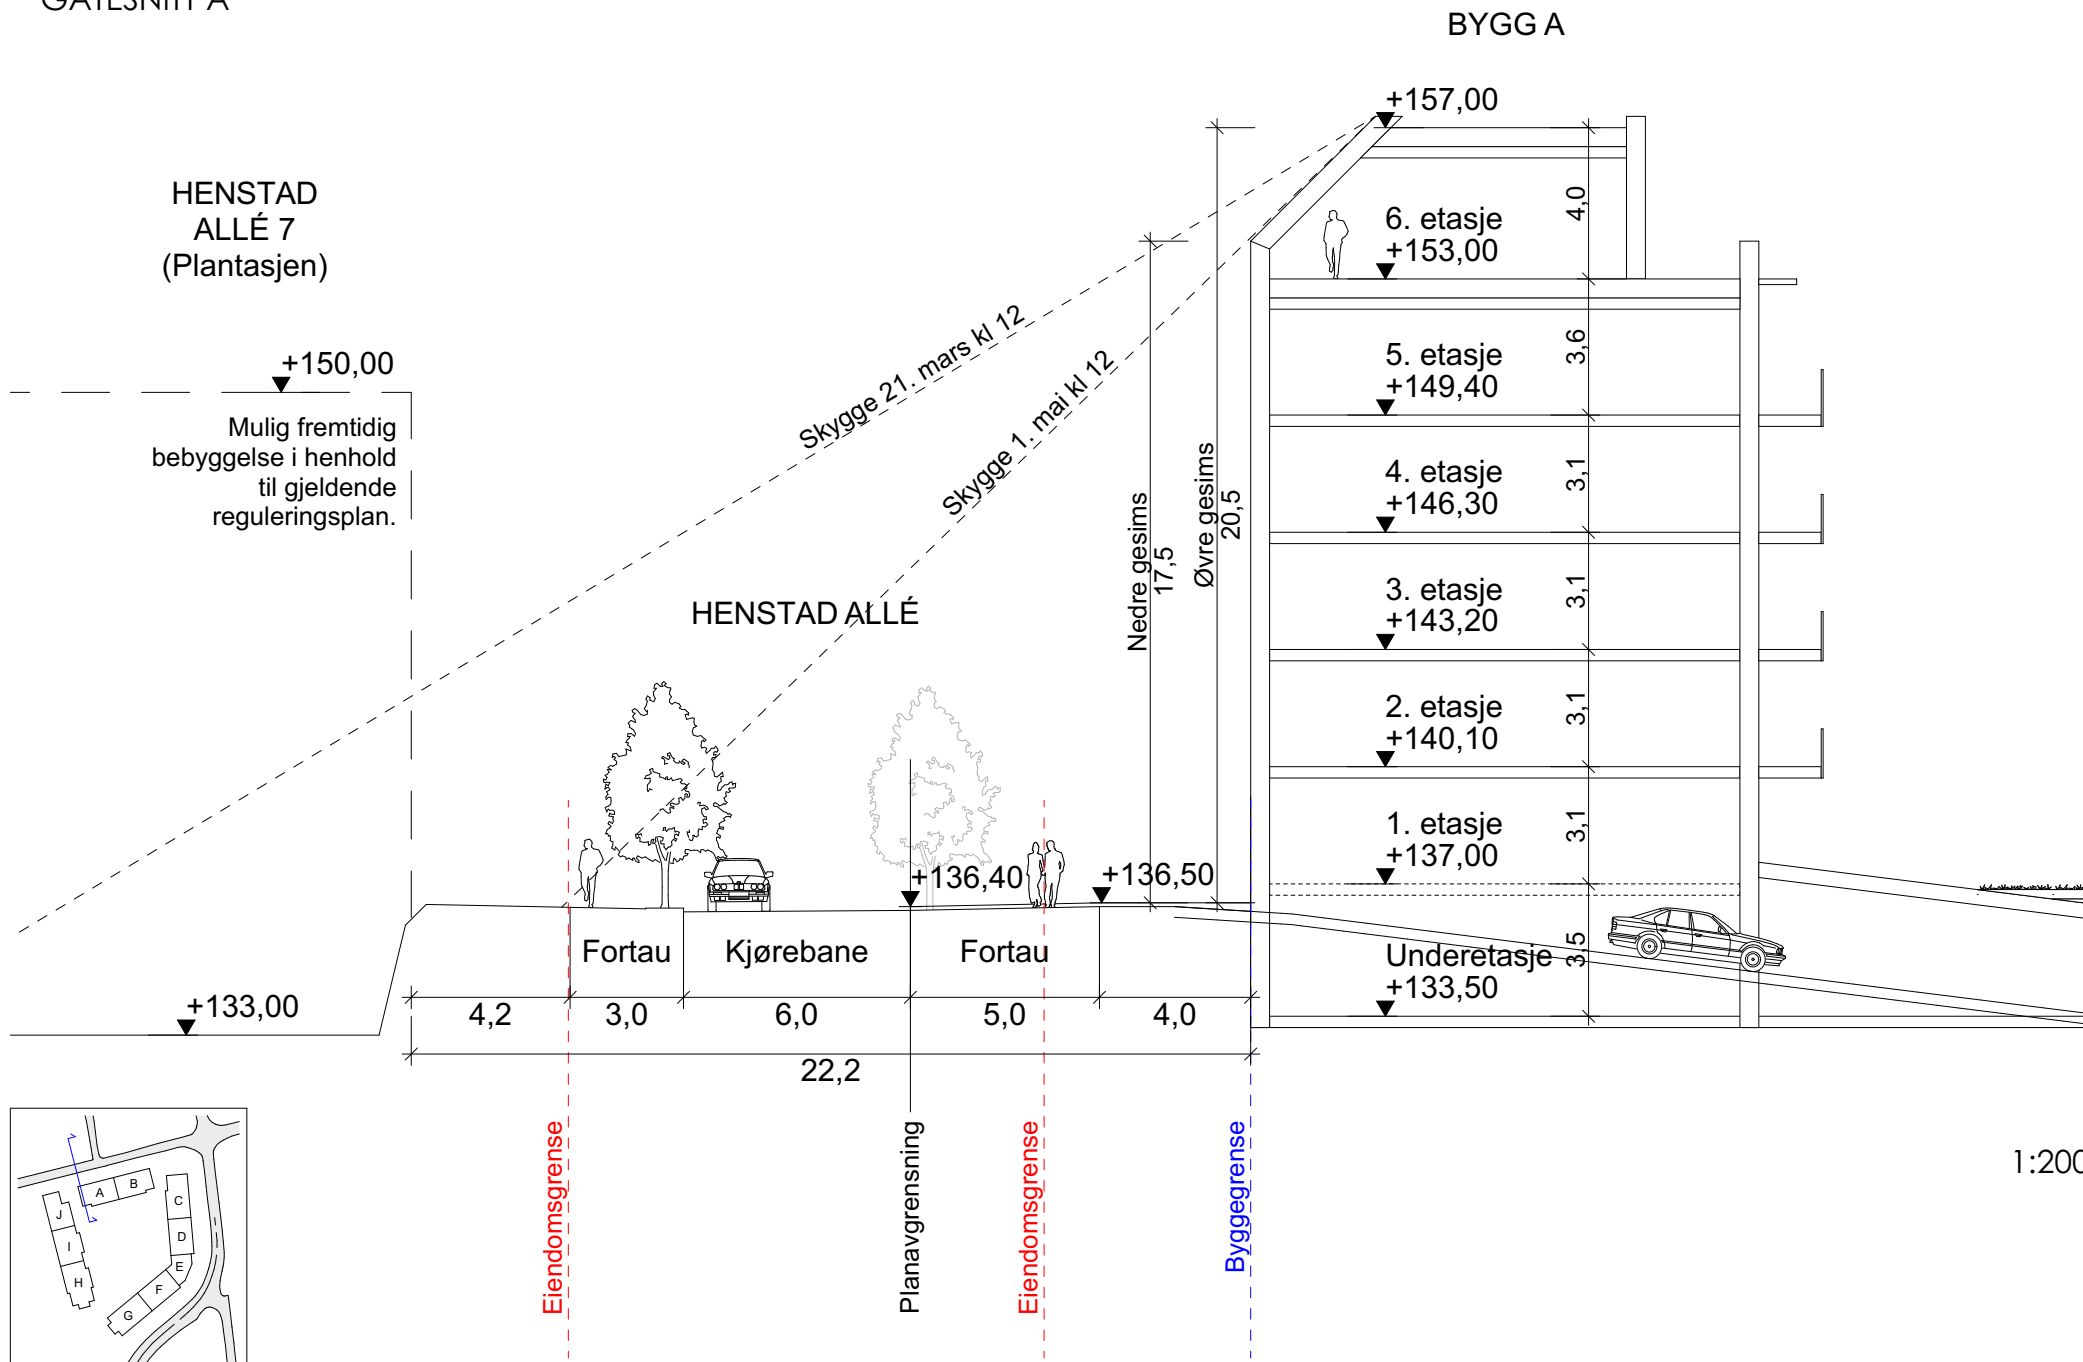 GATESNITT A
BYGG A
HENSTAD
ALLÉ 7
(Plantasjen)
+150,00
Mulig fremtidig
bebyggelse i henhold
til gjeldende
reguleringsplan.
Skygge 21. mars kl 12
Skygge 1. mai kl 12
HENSTAD ALLÉ
Nedre gesims
17,5
Øvre gesims
20,5
+157,00
4,0
6. etasje
+153,00
3,6
5. etasje
+149,40
3,1
4. etasje
+146,30
3,1
3. etasje
+143,20
3,1
2. etasje
+140,10
3,1
1. etasje
+137,00
3,5
Underetasje
+133,50
+136,40
+136,50
Fortau
Kjørebane
Fortau
+133,00
4,2
3,0
6,0
5,0
4,0
22,2
Eiendomsgrense
Planavgrensning
Eiendomsgrense
Byggegrense
1:200
A
B
C
D
E
F
G
H
I
J